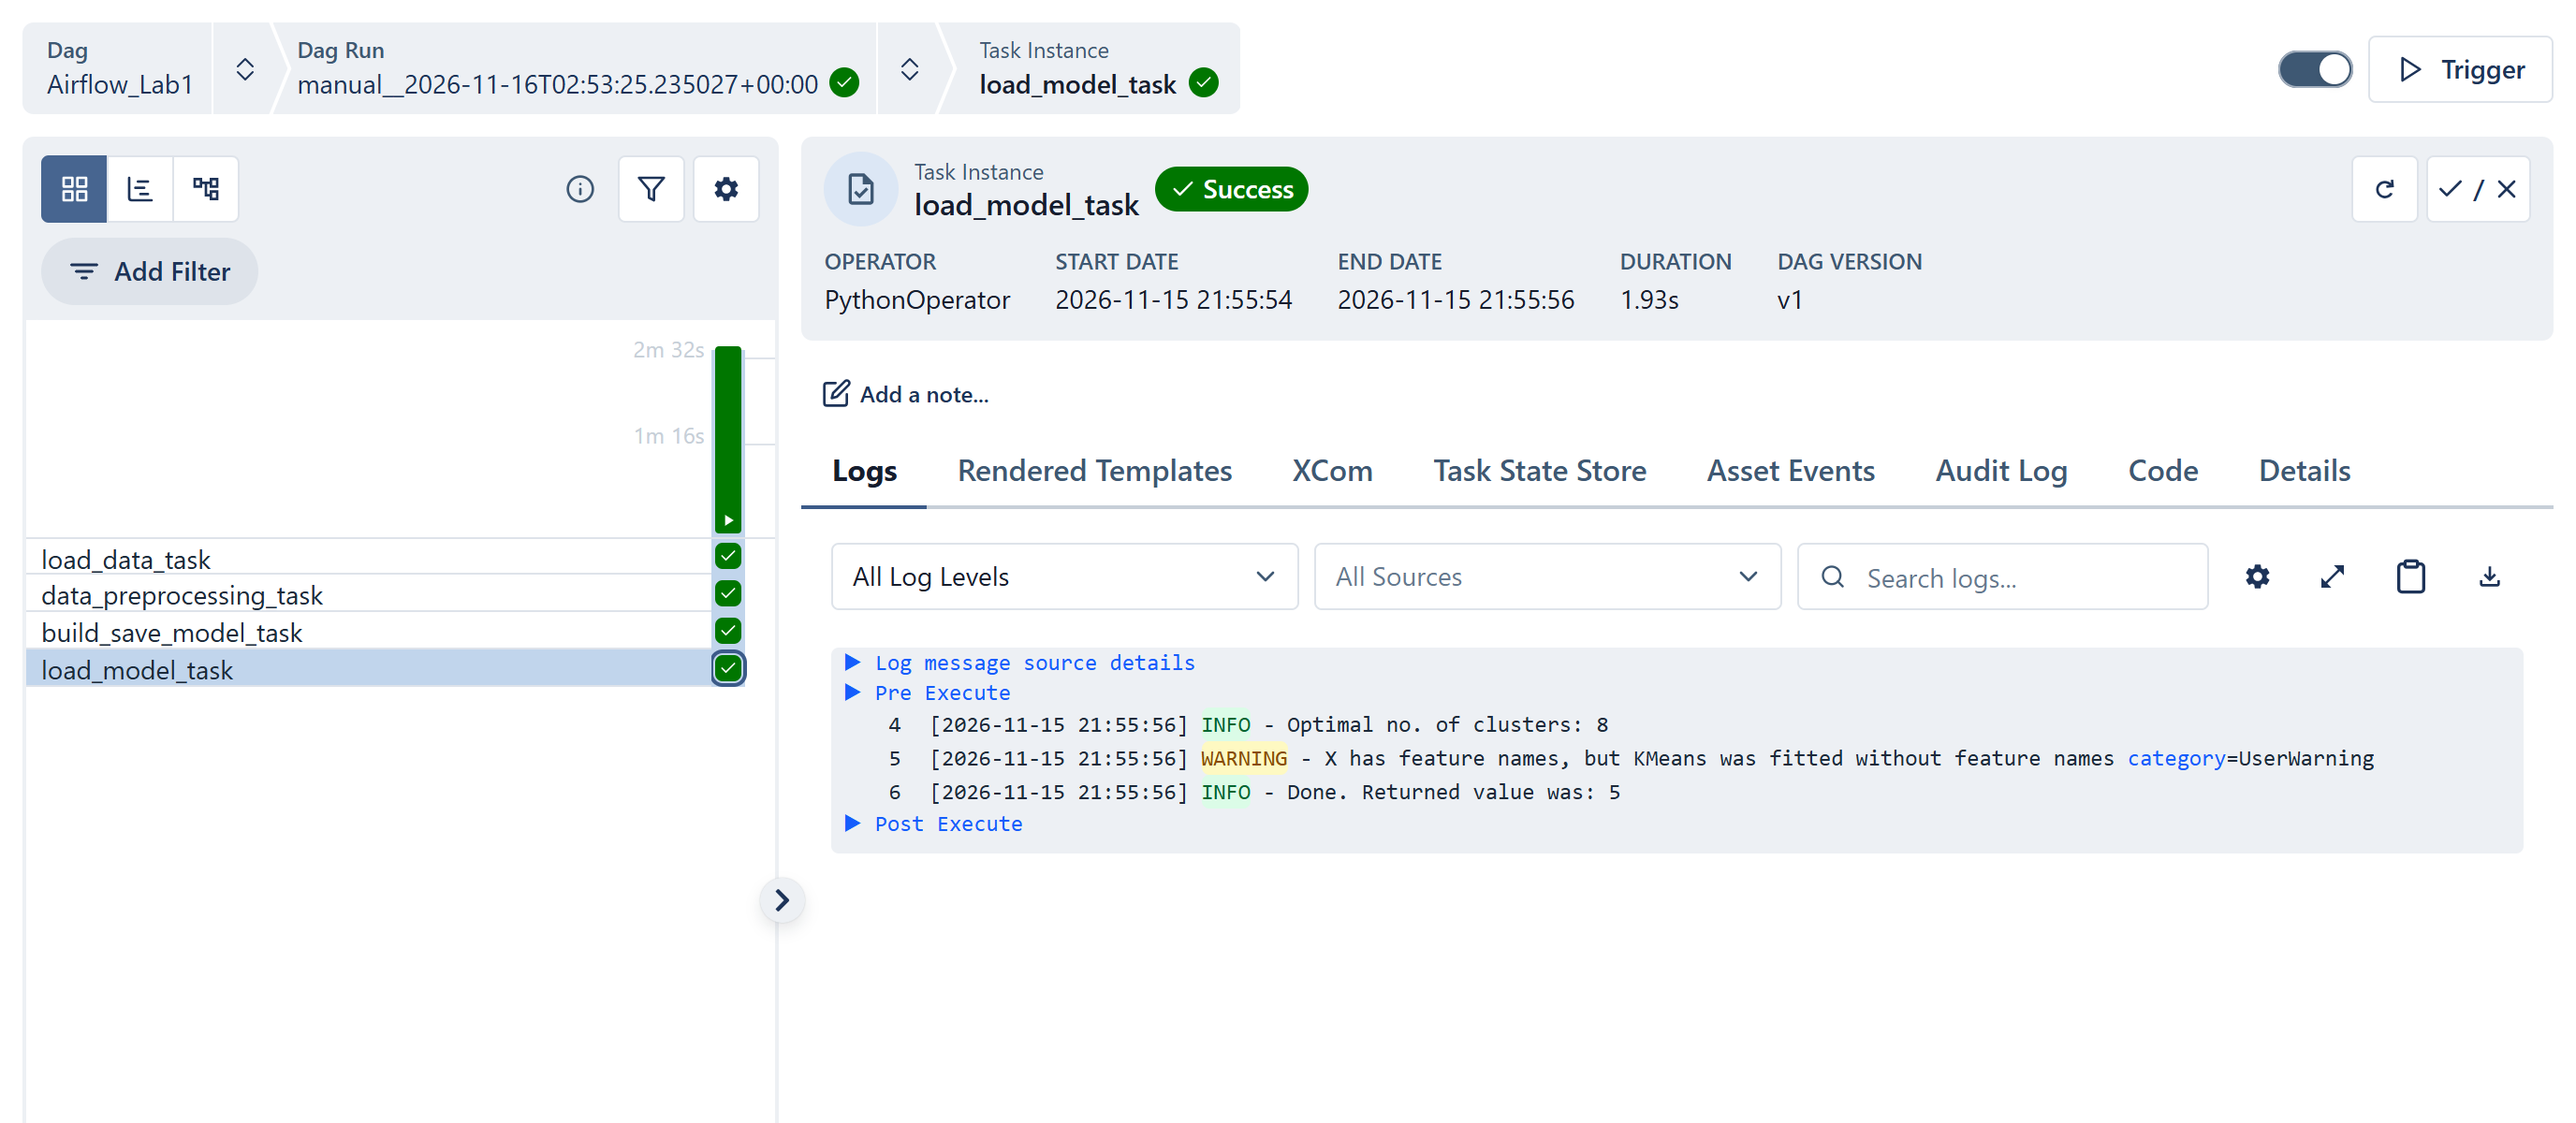 Dag
Airflow_Lab1
Dag Run
manual__2026-11-16T02:53:25.235027+00:00
Task Instance
load_model_task
Trigger
Add Filter
2m 32s
1m 16s
load_data_task
data_preprocessing_task
build_save_model_task
load_model_task
Task Instance
load_model_task
Success
/
OPERATOR START DATE END DATE DURATION DAG VERSION
PythonOperator 2026-11-15 21:55:54 2026-11-15 21:55:56 1.93s v1
Add a note...
Logs Rendered Templates XCom Task State Store Asset Events Audit Log Code Details
All Log Levels All Sources Search logs...
Log message source details
Pre Execute
4 [2026-11-15 21:55:56] INFO - Optimal no. of clusters: 8
5 [2026-11-15 21:55:56] WARNING - X has feature names, but KMeans was fitted without feature names category=UserWarning
6 [2026-11-15 21:55:56] INFO - Done. Returned value was: 5
Post Execute